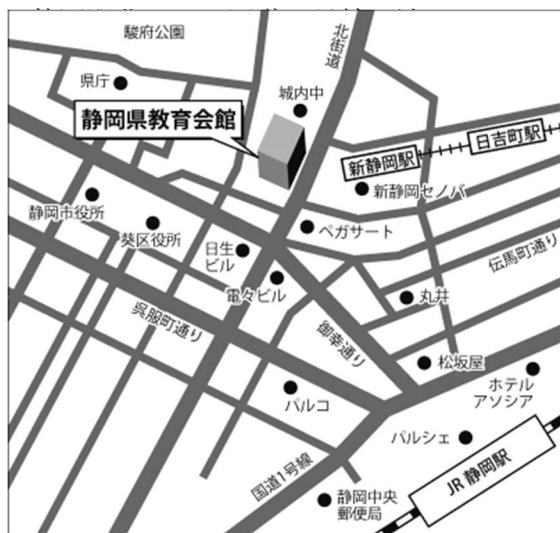 駿府公園
北街道
県庁
城内中
静岡県教育会館
日吉町駅
新静岡駅
新静岡セノバ
静岡市役所
葵区役所
ペガサート
日生
ビル
電々ビル
伝馬町通り
丸井
呉服町通り
御幸通り
松坂屋
ホテル
アソシア
パルコ
パルシェ
JR 静岡駅
国道1号線
静岡中央
郵便局